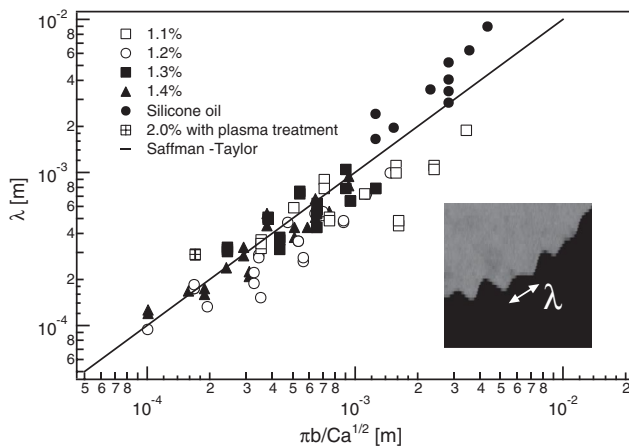 10⁻²
8
6
4
2
10⁻³
8
6
4
2
10⁻⁴
8
6
λ [m]
1.1%
1.2%
1.3%
1.4%
Silicone oil
2.0% with plasma treatment
Saffman -Taylor
λ
5 6 7 8 2 3 4 5 6 7 8 2 3 4 5 6 7 8 2
10⁻⁴ 10⁻³ 10⁻²
πb/Ca¹ᐟ² [m]